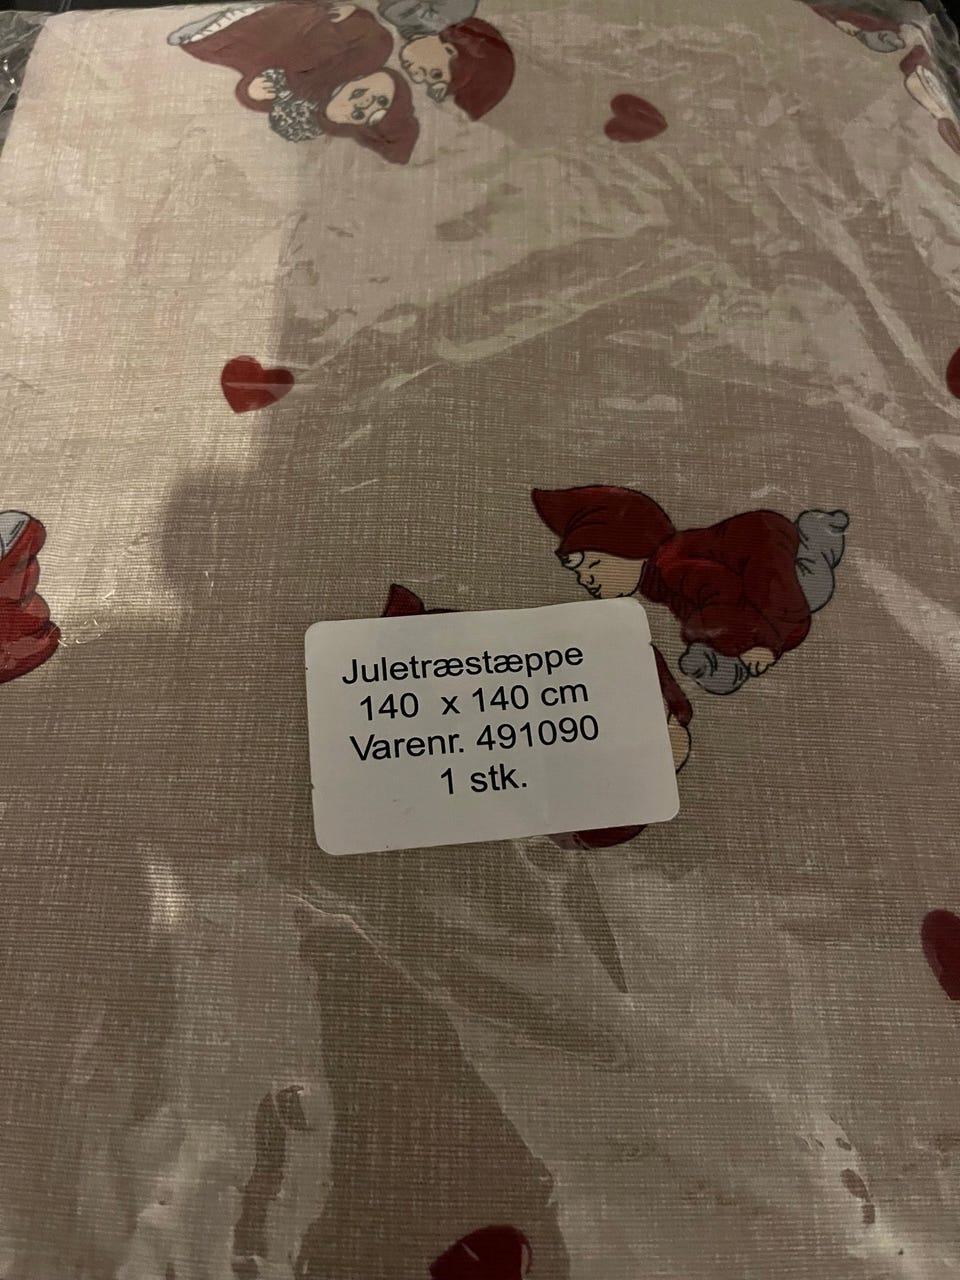 Juletræstæppe
140 x 140 cm
Varenr. 491090
1 stk.